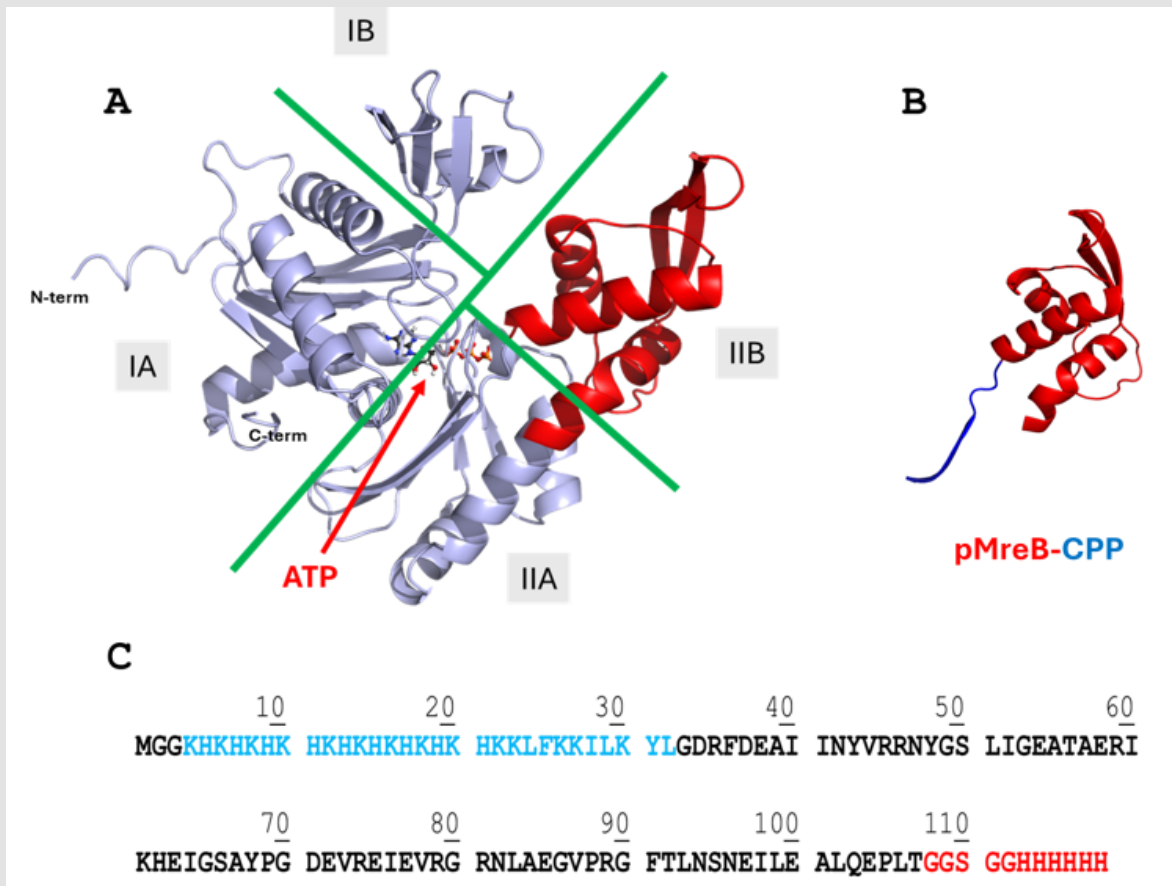 IB
A
B
N-term
IA
IIB
C-term
ATP
IIA
pMreB-CPP
C
10 20 30 40 50 60
MGGKHKHKHK HKHKHKHKHK HKKLFKKILK YLGDRFDEAI INYVRRNYGS LIGEATAERI
70 80 90 100 110
KHEIGSAYPG DEVREIEVRG RNLAEGVPRG FTLNSNEILE ALQEPLTGGS GGHHHHHH